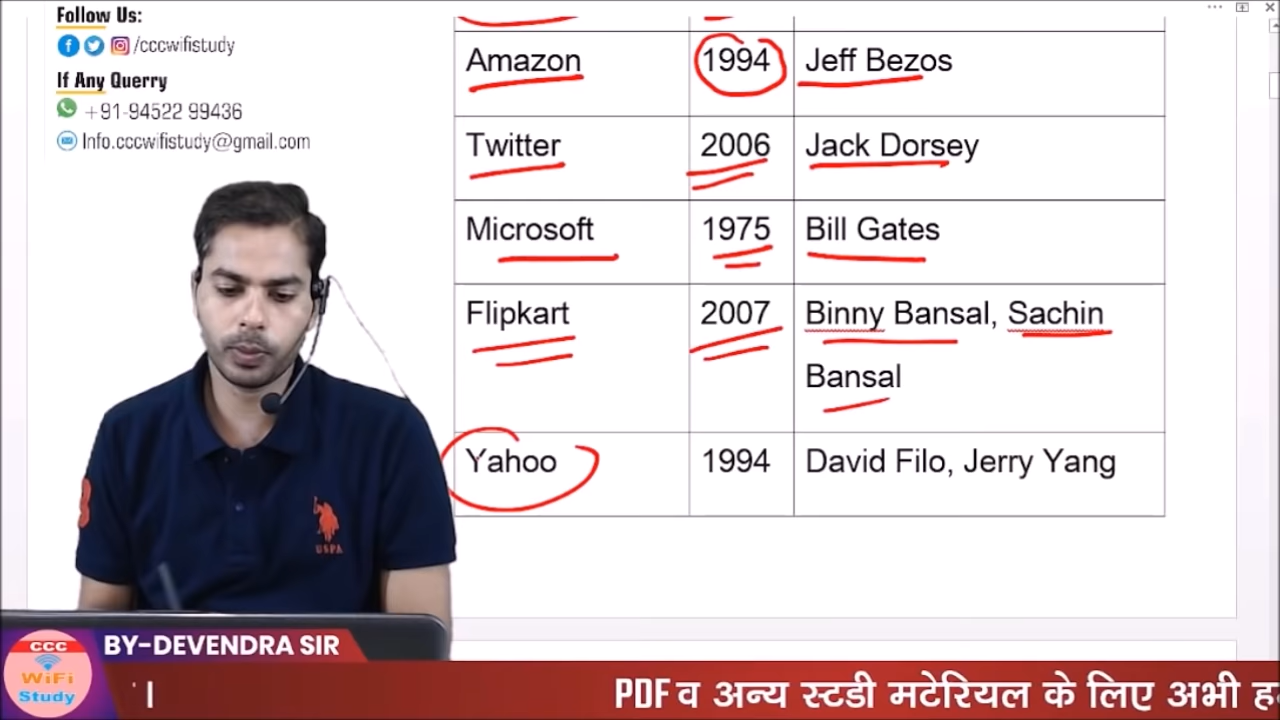 Follow Us:
/cccwifistudy
If Any Querry
+91-94522 99436
Info.cccwifistudy@gmail.com
Amazon 1994 Jeff Bezos
Twitter 2006 Jack Dorsey
Microsoft 1975 Bill Gates
Flipkart 2007 Binny Bansal, Sachin
Bansal
Yahoo 1994 David Filo, Jerry Yang
3
USPA
BY-DEVENDRA SIR
CCC
WiFi
Study
PDF व अन्य स्टडी मटेरियल के लिए अभी